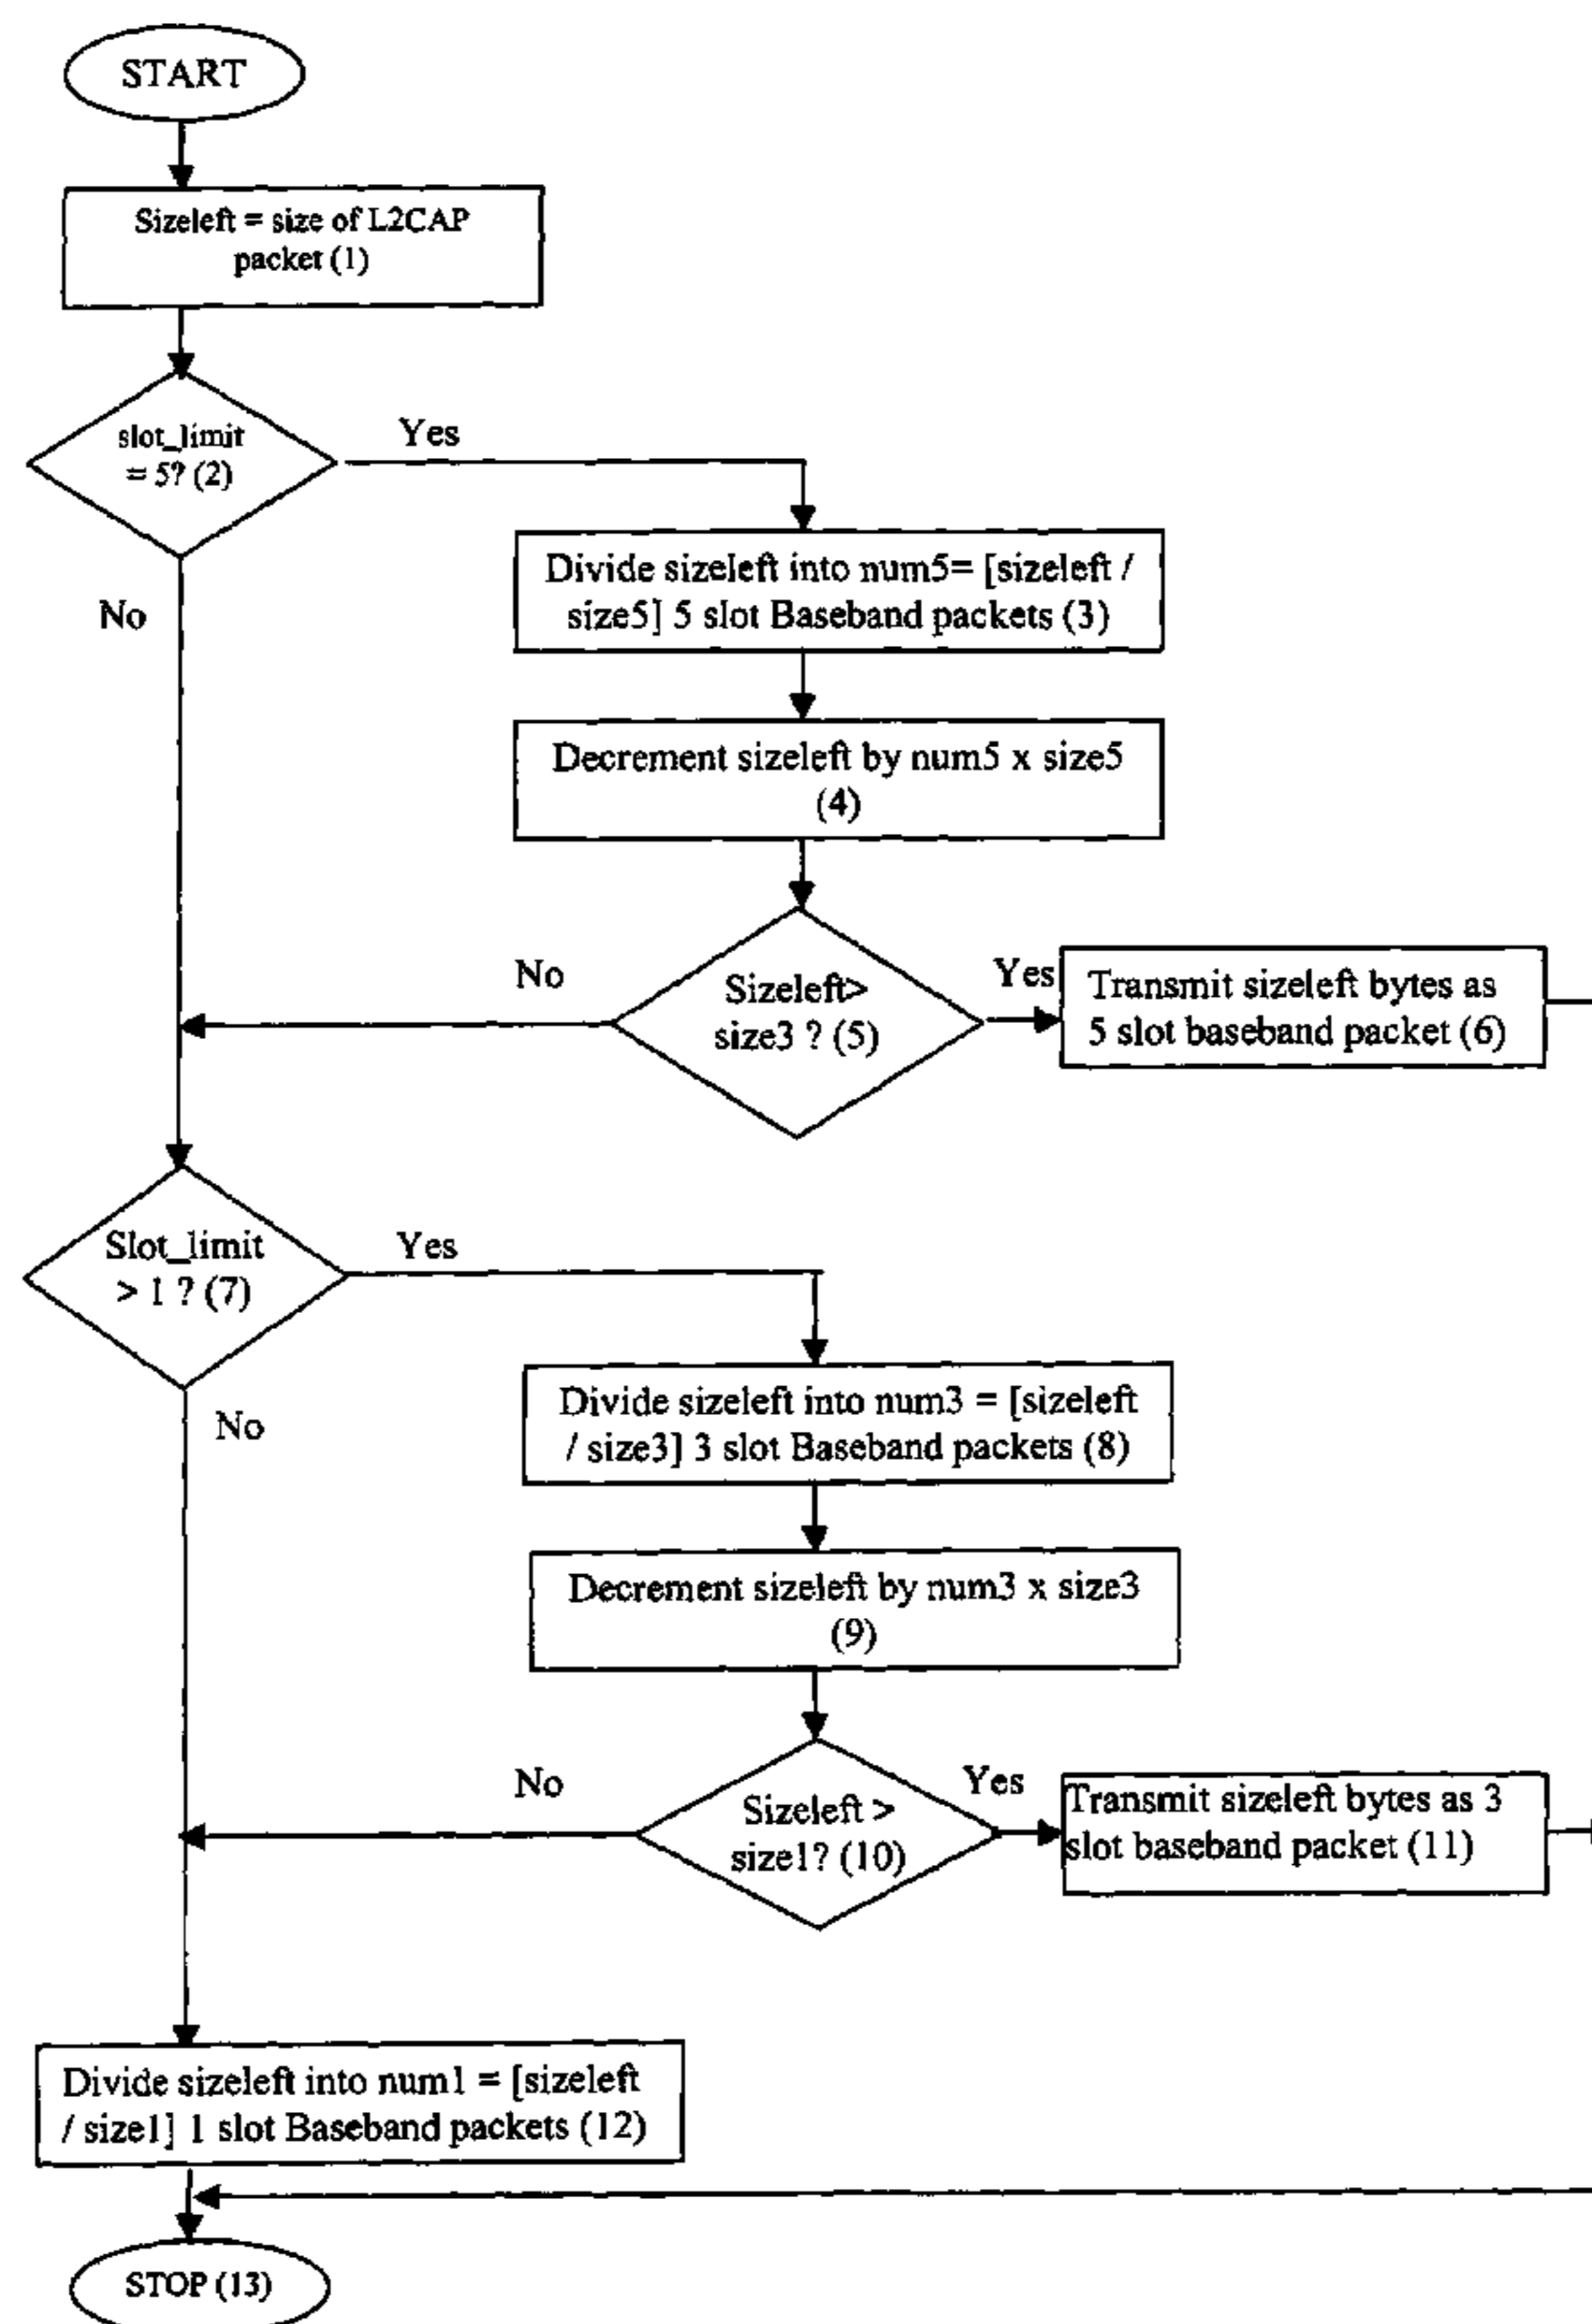 START
Sizeleft = size of L2CAP
packet (1)
slot_limit
= 5? (2)
Yes
No
Divide sizeleft into num5= [sizeleft /
size5] 5 slot Baseband packets (3)
Decrement sizeleft by num5 x size5
(4)
Sizeleft>
size3 ? (5)
No
Yes
Transmit sizeleft bytes as
5 slot baseband packet (6)
Slot_limit
> 1 ? (7)
Yes
No
Divide sizeleft into num3 = [sizeleft
/ size3] 3 slot Baseband packets (8)
Decrement sizeleft by num3 x size3
(9)
Sizeleft >
size1? (10)
No
Yes
Transmit sizeleft bytes as 3
slot baseband packet (11)
Divide sizeleft into num1 = [sizeleft
/ size1] 1 slot Baseband packets (12)
STOP (13)